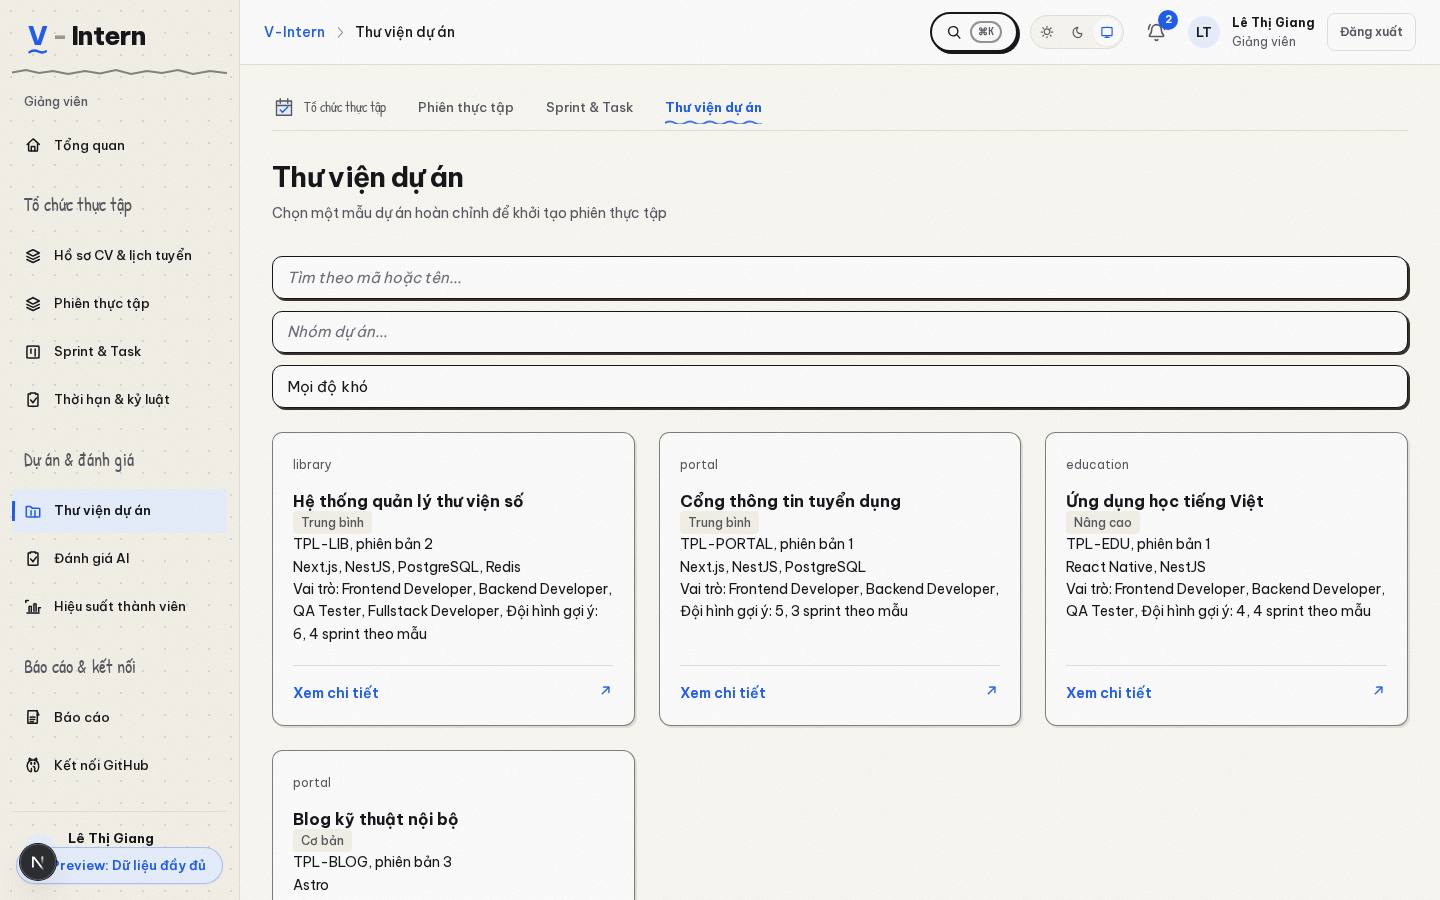 V - Intern
Giảng viên
Tổng quan
Tổ chức thực tập
Hồ sơ CV & lịch tuyển
Phiên thực tập
Sprint & Task
Thời hạn & kỷ luật
Dự án & đánh giá
Thư viện dự án
Đánh giá AI
Hiệu suất thành viên
Báo cáo & kết nối
Báo cáo
Kết nối GitHub
Lê Thị Giang
N
review: Dữ liệu đầy đủ
V-Intern > Thư viện dự án
⌘K
2
LT
Lê Thị Giang
Giảng viên
Đăng xuất
Tổ chức thực tập
Phiên thực tập
Sprint & Task
Thư viện dự án
Thư viện dự án
Chọn một mẫu dự án hoàn chỉnh để khởi tạo phiên thực tập
Tìm theo mã hoặc tên...
Nhóm dự án...
Mọi độ khó
library
Hệ thống quản lý thư viện số
Trung bình
TPL-LIB, phiên bản 2
Next.js, NestJS, PostgreSQL, Redis
Vai trò: Frontend Developer, Backend Developer,
QA Tester, Fullstack Developer, Đội hình gợi ý:
6, 4 sprint theo mẫu
Xem chi tiết
portal
Cổng thông tin tuyển dụng
Trung bình
TPL-PORTAL, phiên bản 1
Next.js, NestJS, PostgreSQL
Vai trò: Frontend Developer, Backend Developer,
Đội hình gợi ý: 5, 3 sprint theo mẫu
Xem chi tiết
education
Ứng dụng học tiếng Việt
Nâng cao
TPL-EDU, phiên bản 1
React Native, NestJS
Vai trò: Frontend Developer, Backend Developer,
QA Tester, Đội hình gợi ý: 4, 4 sprint theo mẫu
Xem chi tiết
portal
Blog kỹ thuật nội bộ
Cơ bản
TPL-BLOG, phiên bản 3
Astro